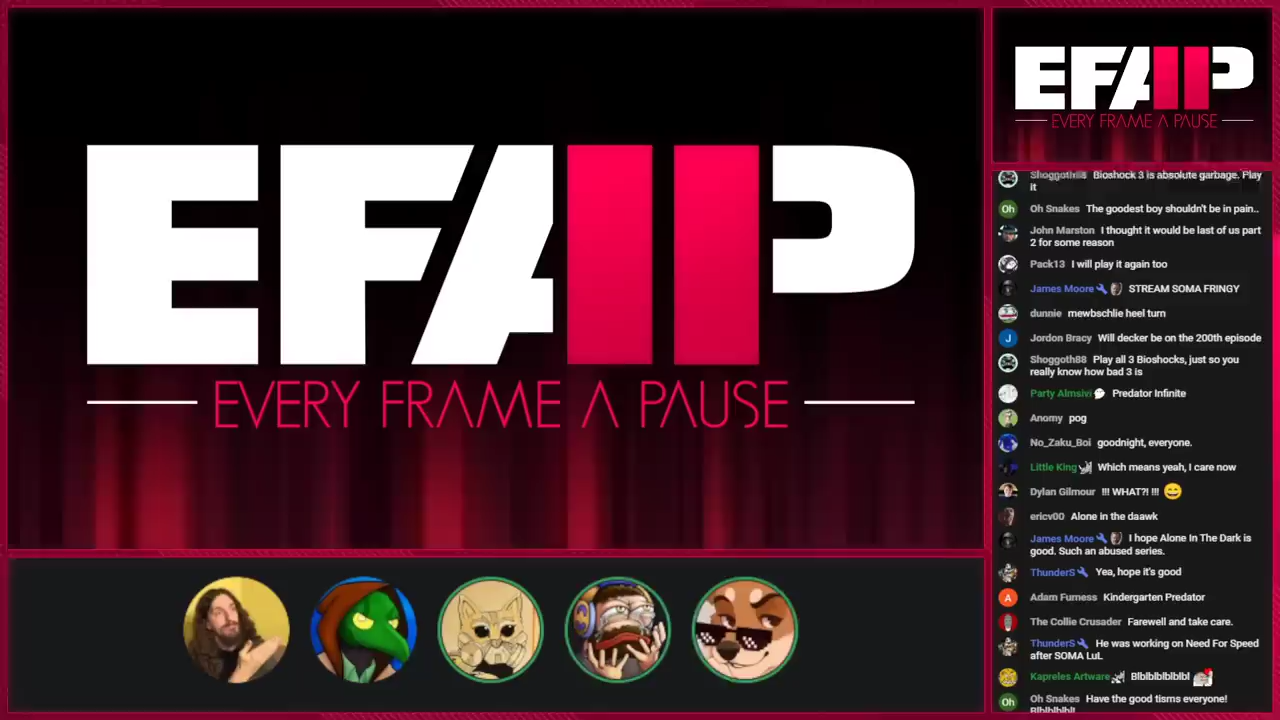 EFAP
EVERY FRAME A PAUSE
EFAP
EVERY FRAME A PAUSE
Shoggoth88 Bioshock 3 is absolute garbage. Play
it
Oh
Oh Snakes The goodest boy shouldn't be in pain..
John Marston I thought it would be last of us part
2 for some reason
Pack13 I will play it again too
James Moore STREAM SOMA FRINGY
dunnie mewbschlie heel turn
J
Jordon Bracy Will decker be on the 200th episode
Shoggoth88 Play all 3 Bioshocks, just so you
really know how bad 3 is
Party Almsivi Predator Infinite
Anomy pog
No_Zaku_Boi goodnight, everyone.
Little King Which means yeah, I care now
Dylan Gilmour !!! WHAT?! !!!
ericv00 Alone in the daawk
James Moore I hope Alone In The Dark is
good. Such an abused series.
ThunderS Yea, hope it's good
A
Adam Furness Kindergarten Predator
The Collie Crusader Farewell and take care.
ThunderS He was working on Need For Speed
after SOMA LuL
Kapreles Artware Blblblblblblbl
Oh
Oh Snakes Have the good tisms everyone!
Blblblblbl!